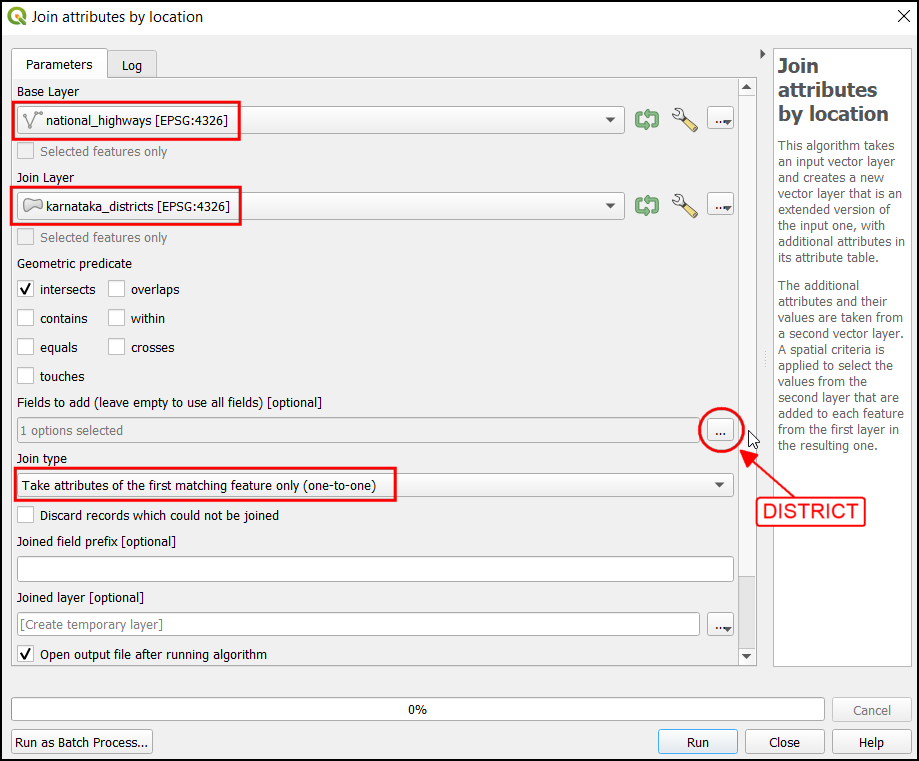 Join attributes by location
Parameters
Log
Base Layer
national_highways [EPSG:4326]
...
Selected features only
Join Layer
karnataka_districts [EPSG:4326]
...
Selected features only
Geometric predicate
intersects
overlaps
contains
within
equals
crosses
touches
Fields to add (leave empty to use all fields) [optional]
1 options selected
...
Join type
Take attributes of the first matching feature only (one-to-one)
DISTRICT
Discard records which could not be joined
Joined field prefix [optional]
Joined layer [optional]
[Create temporary layer]
...
Open output file after running algorithm
Join
attributes
by location
This algorithm takes
an input vector layer
and creates a new
vector layer that is an
extended version of
the input one, with
additional attributes in
its attribute table.
The additional
attributes and their
values are taken from
a second vector layer.
A spatial criteria is
applied to select the
values from the
second layer that are
added to each feature
from the first layer in
the resulting one.
0%
Cancel
Run as Batch Process...
Run
Close
Help